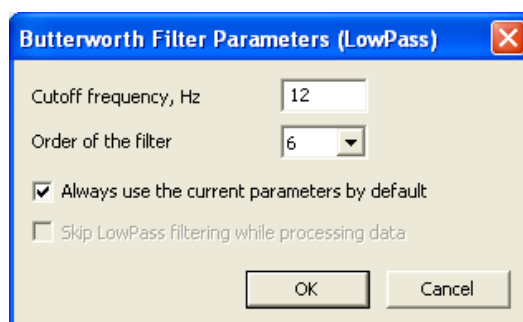 Butterworth Filter Parameters (LowPass)
Cutoff frequency, Hz 12
Order of the filter 6
Always use the current parameters by default
Skip LowPass filtering while processing data
OK Cancel